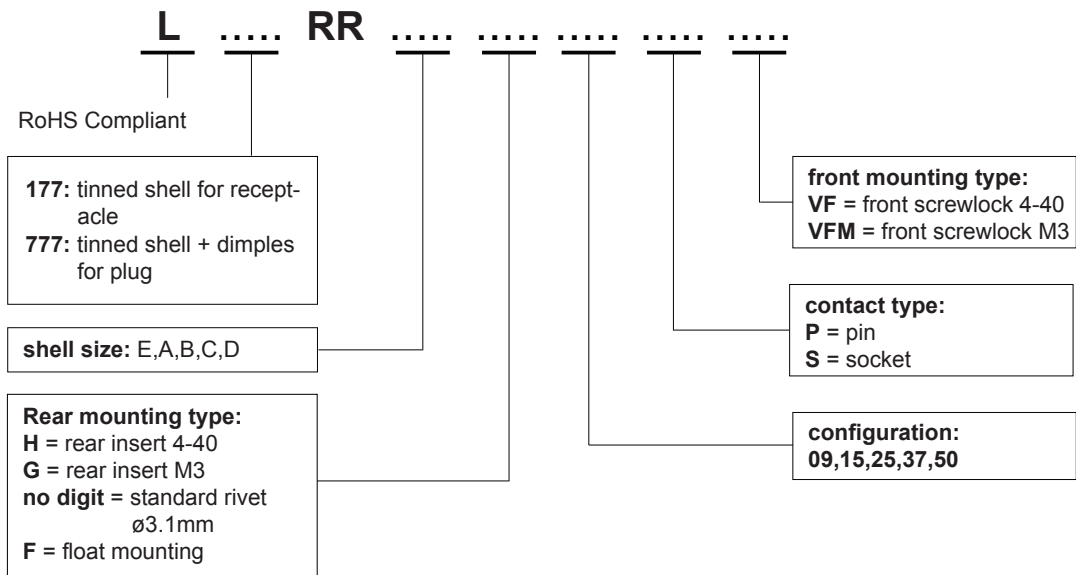 L ..... RR ..... ..... ..... ..... .....
RoHS Compliant
177: tinned shell for recept-
acle
777: tinned shell + dimples
for plug
shell size: E,A,B,C,D
Rear mounting type:
H = rear insert 4-40
G = rear insert M3
no digit = standard rivet
ø3.1mm
F = float mounting
front mounting type:
VF = front screwlock 4-40
VFM = front screwlock M3
contact type:
P = pin
S = socket
configuration:
09,15,25,37,50